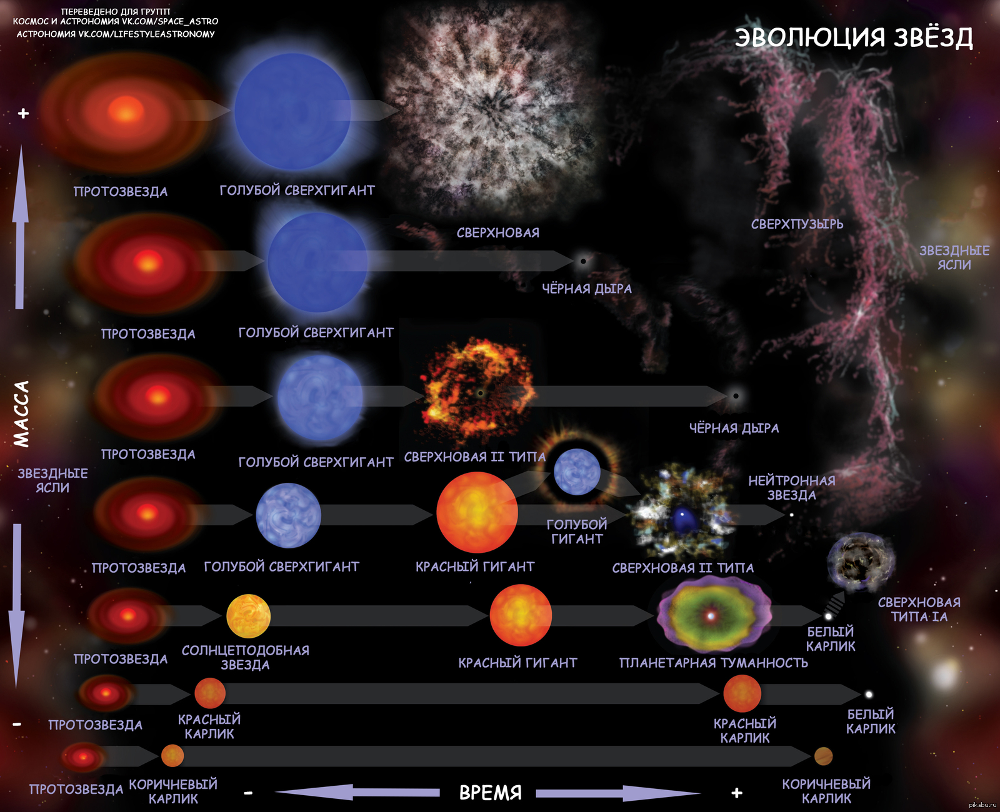 ПЕРЕВЕДЕНО ДЛЯ ГРУПП
КОСМОС И АСТРОНОМИЯ VK.COM/SPACE_ASTRO
АСТРОНОМИЯ VK.COM/LIFESTYLEASTRONOMY
ЭВОЛЮЦИЯ ЗВЁЗД
+
ПРОТОЗВЕЗДА
ГОЛУБОЙ СВЕРХГИГАНТ
СВЕРХНОВАЯ
СВЕРХПУЗЫРЬ
ЗВЕЗДНЫЕ
ЯСЛИ
ЧЁРНАЯ ДЫРА
ПРОТОЗВЕЗДА
ГОЛУБОЙ СВЕРХГИГАНТ
МАССА
ЧЁРНАЯ ДЫРА
ПРОТОЗВЕЗДА
ГОЛУБОЙ СВЕРХГИГАНТ
СВЕРХНОВАЯ II ТИПА
ЗВЕЗДНЫЕ
ЯСЛИ
НЕЙТРОННАЯ
ЗВЕЗДА
ГОЛУБОЙ
ГИГАНТ
ПРОТОЗВЕЗДА
ГОЛУБОЙ СВЕРХГИГАНТ
КРАСНЫЙ ГИГАНТ
СВЕРХНОВАЯ II ТИПА
СВЕРХНОВАЯ
ТИПА IA
БЕЛЫЙ
КАРЛИК
ПРОТОЗВЕЗДА
СОЛНЦЕПОДОБНАЯ
ЗВЕЗДА
КРАСНЫЙ ГИГАНТ
ПЛАНЕТАРНАЯ ТУМАННОСТЬ
-
ПРОТОЗВЕЗДА
КРАСНЫЙ
КАРЛИК
КРАСНЫЙ
КАРЛИК
БЕЛЫЙ
КАРЛИК
ПРОТОЗВЕЗДА
КОРИЧНЕВЫЙ
КАРЛИК
-
ВРЕМЯ
+
КОРИЧНЕВЫЙ
КАРЛИК
pikabu.ru